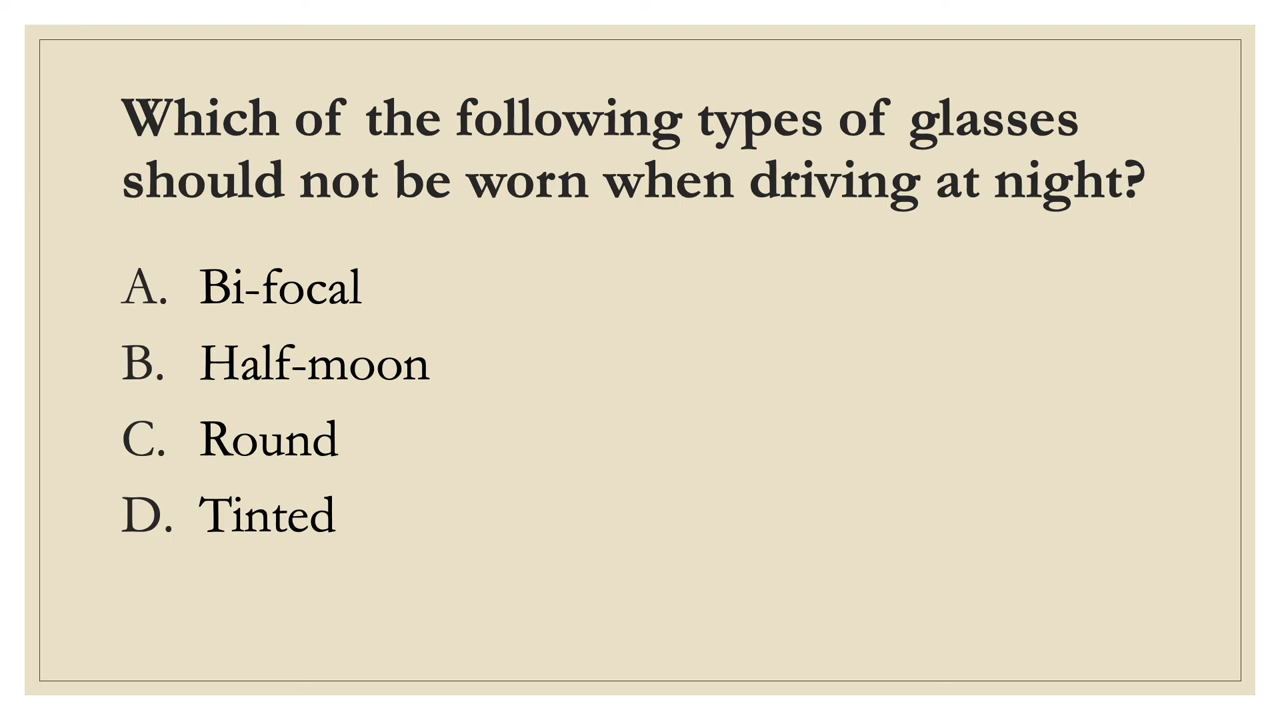 Which of the following types of glasses
should not be worn when driving at night?
A. Bi-focal
B. Half-moon
C. Round
D. Tinted